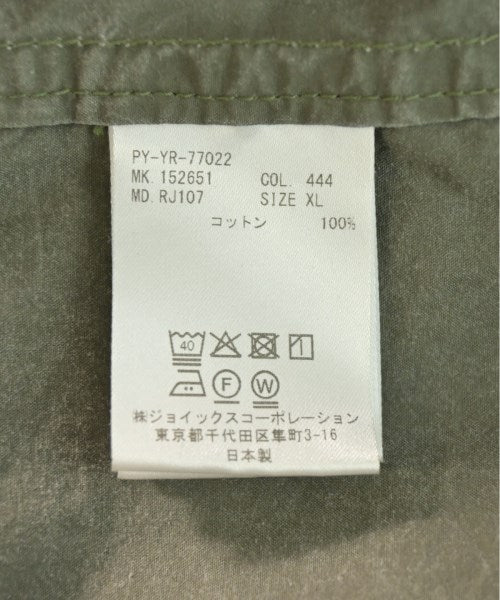 PY-YR-77022
MK. 152651 COL. 444
MD. RJ107 SIZE XL
コットン 100%
40
F W
㈱ジョイックスコーポレーション
東京都千代田区隼町3-16
日本製